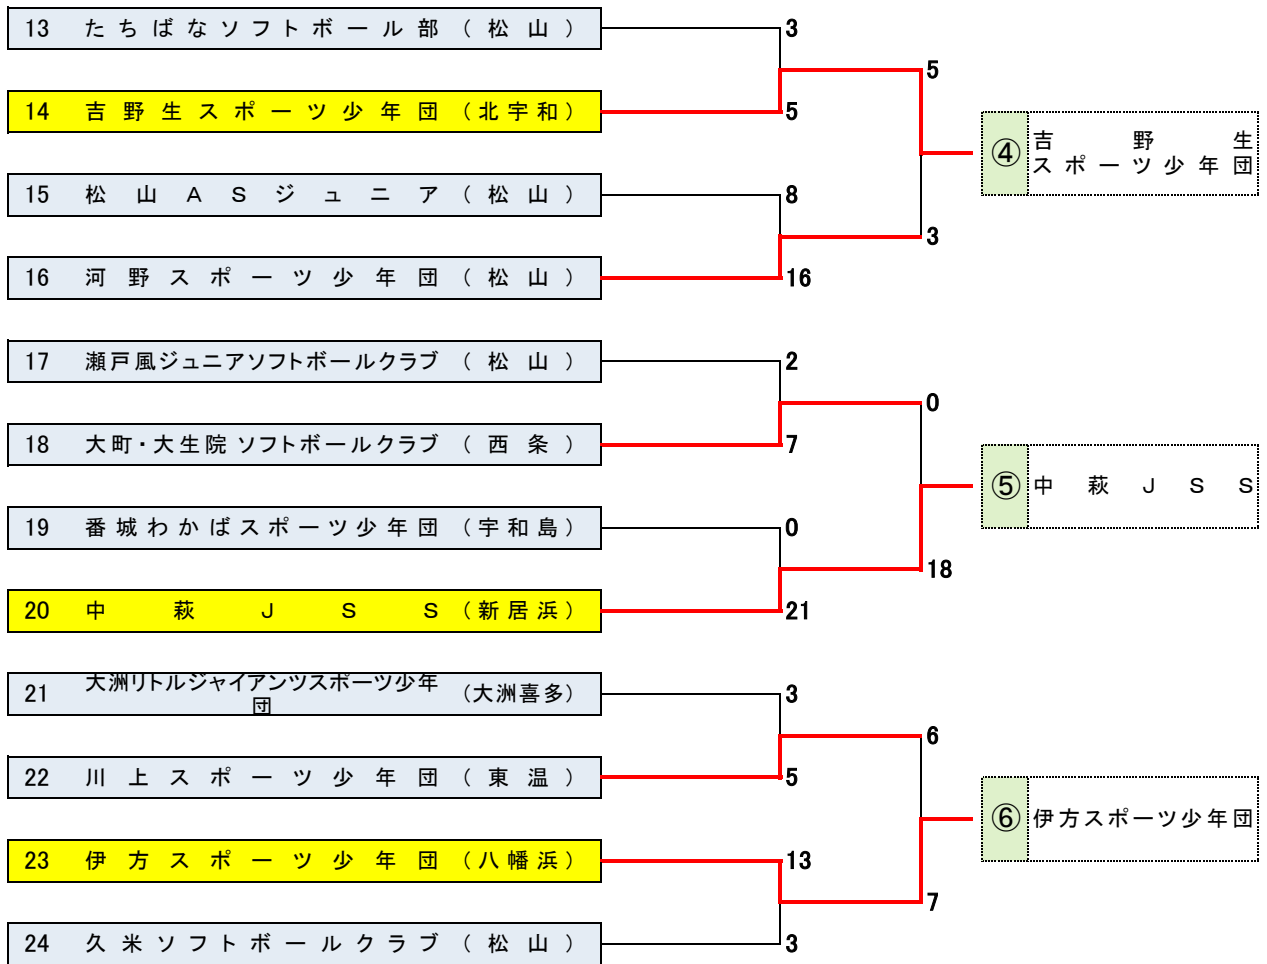 13 たちばなソフトボール部 （松山） 3
5
14 吉野生スポーツ少年団 （北宇和） 5
④ 吉野生
スポーツ少年団
15 松山ASジュニア （松山） 8
3
16 河野スポーツ少年団 （松山） 16
17 瀬戸風ジュニアソフトボールクラブ （松山） 2
0
18 大町・大生院 ソフトボールクラブ （西条） 7
⑤ 中萩JSS
19 番城わかばスポーツ少年団 （宇和島） 0
18
20 中萩JSS （新居浜） 21
21 大洲リトルジャイアンツスポーツ少年
団 （大洲喜多） 3
6
22 川上スポーツ少年団 （東温） 5
⑥ 伊方スポーツ少年団
23 伊方スポーツ少年団 （八幡浜） 13
7
24 久米ソフトボールクラブ （松山） 3